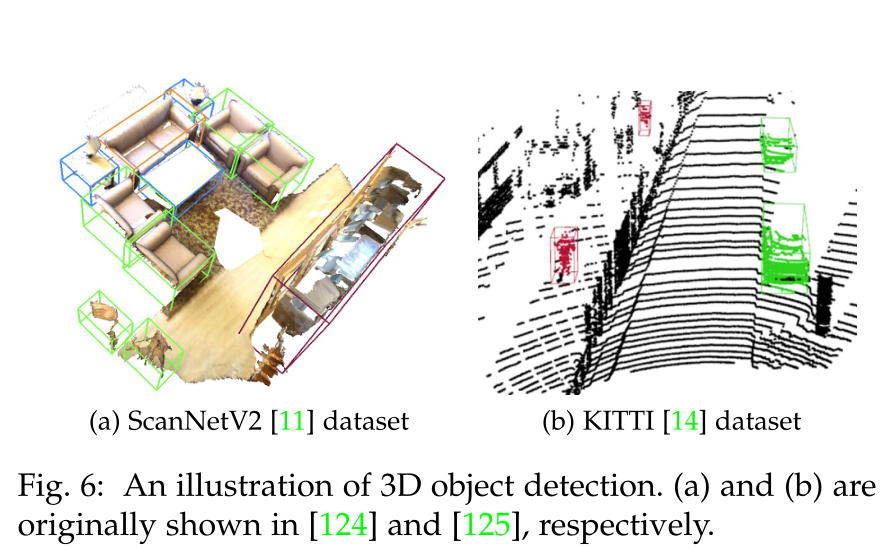 (a) ScanNetV2 [11] dataset
(b) KITTI [14] dataset
Fig. 6: An illustration of 3D object detection. (a) and (b) are
originally shown in [124] and [125], respectively.